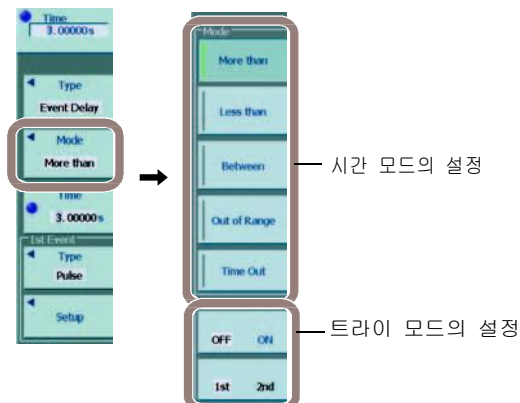 Time
3.00000s
Type
Event Delay
Mode
More than
Time
3.00000s
1st Event
Type
Pulse
Setup
Mode
More than
Less than
Between
Out of Range
Time Out
OFF ON
1st 2nd
시간 모드의 설정
트라이 모드의 설정